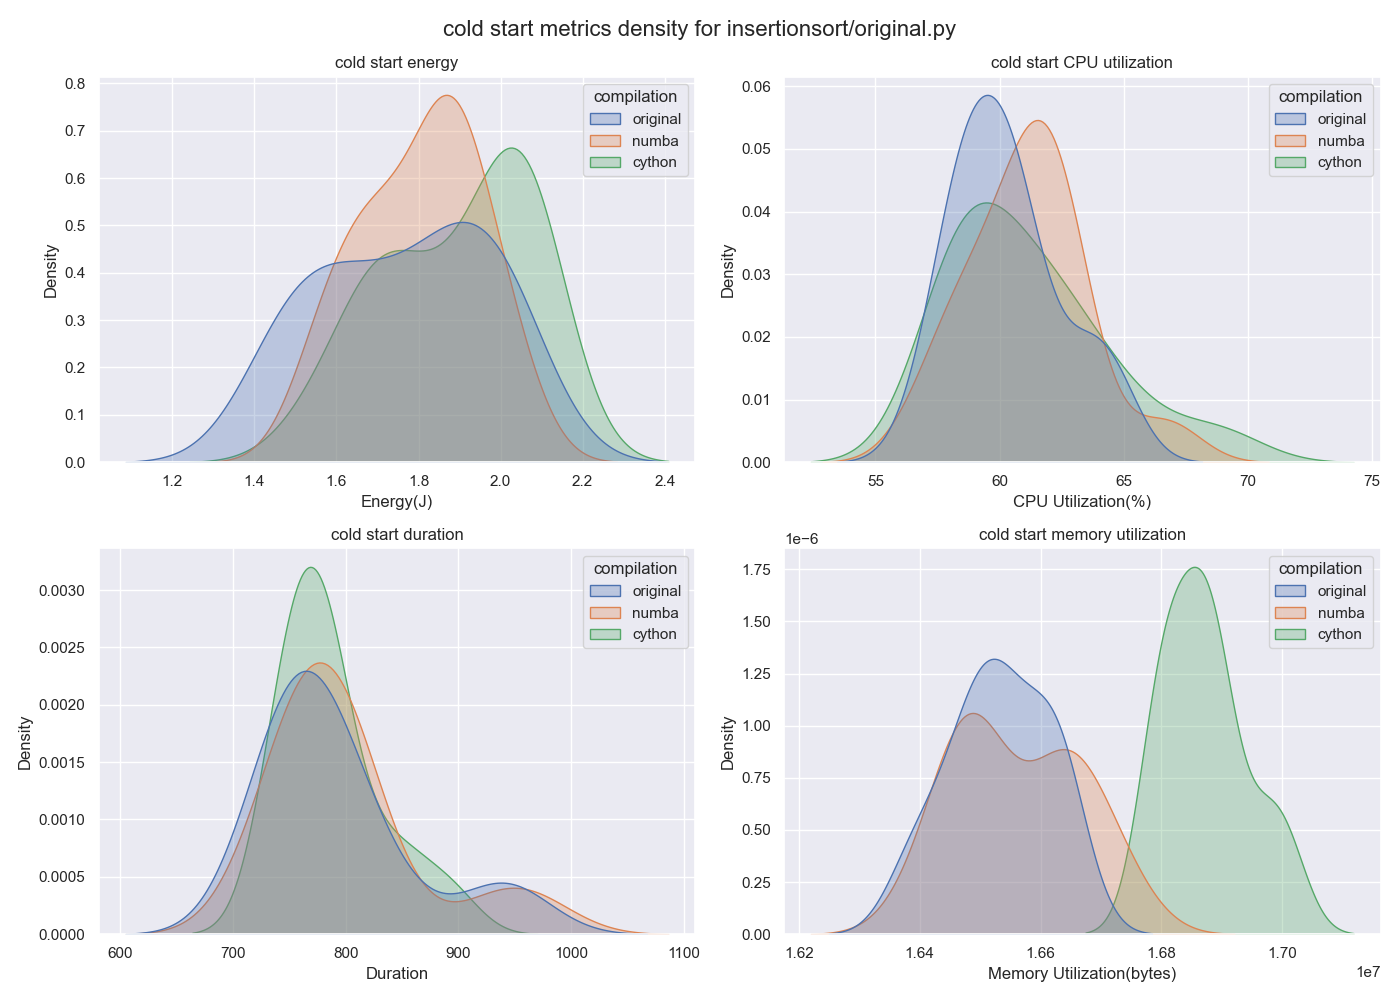 cold start metrics density for insertionsort/original.py
cold start energy
0.8
0.7
0.6
0.5
0.4
0.3
0.2
0.1
0.0
Density
1.2 1.4 1.6 1.8 2.0 2.2 2.4
Energy(J)
compilation
original
numba
cython
cold start CPU utilization
0.06
0.05
0.04
0.03
0.02
0.01
0.00
Density
55 60 65 70 75
CPU Utilization(%)
compilation
original
numba
cython
cold start duration
0.0030
0.0025
0.0020
0.0015
0.0010
0.0005
0.0000
Density
600 700 800 900 1000 1100
Duration
compilation
original
numba
cython
1e−6
cold start memory utilization
1.75
1.50
1.25
1.00
0.75
0.50
0.25
0.00
Density
1.62 1.64 1.66 1.68 1.70
1e7
Memory Utilization(bytes)
compilation
original
numba
cython